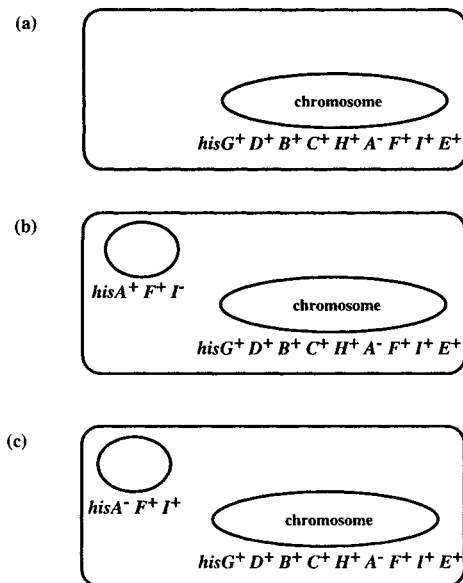 (a)
chromosome
hisG+ D+ B+ C+ H+ A- F+ I+ E+
(b)
hisA+ F+ I-
chromosome
hisG+ D+ B+ C+ H+ A- F+ I+ E+
(c)
hisA- F+ I+
chromosome
hisG+ D+ B+ C+ H+ A- F+ I+ E+